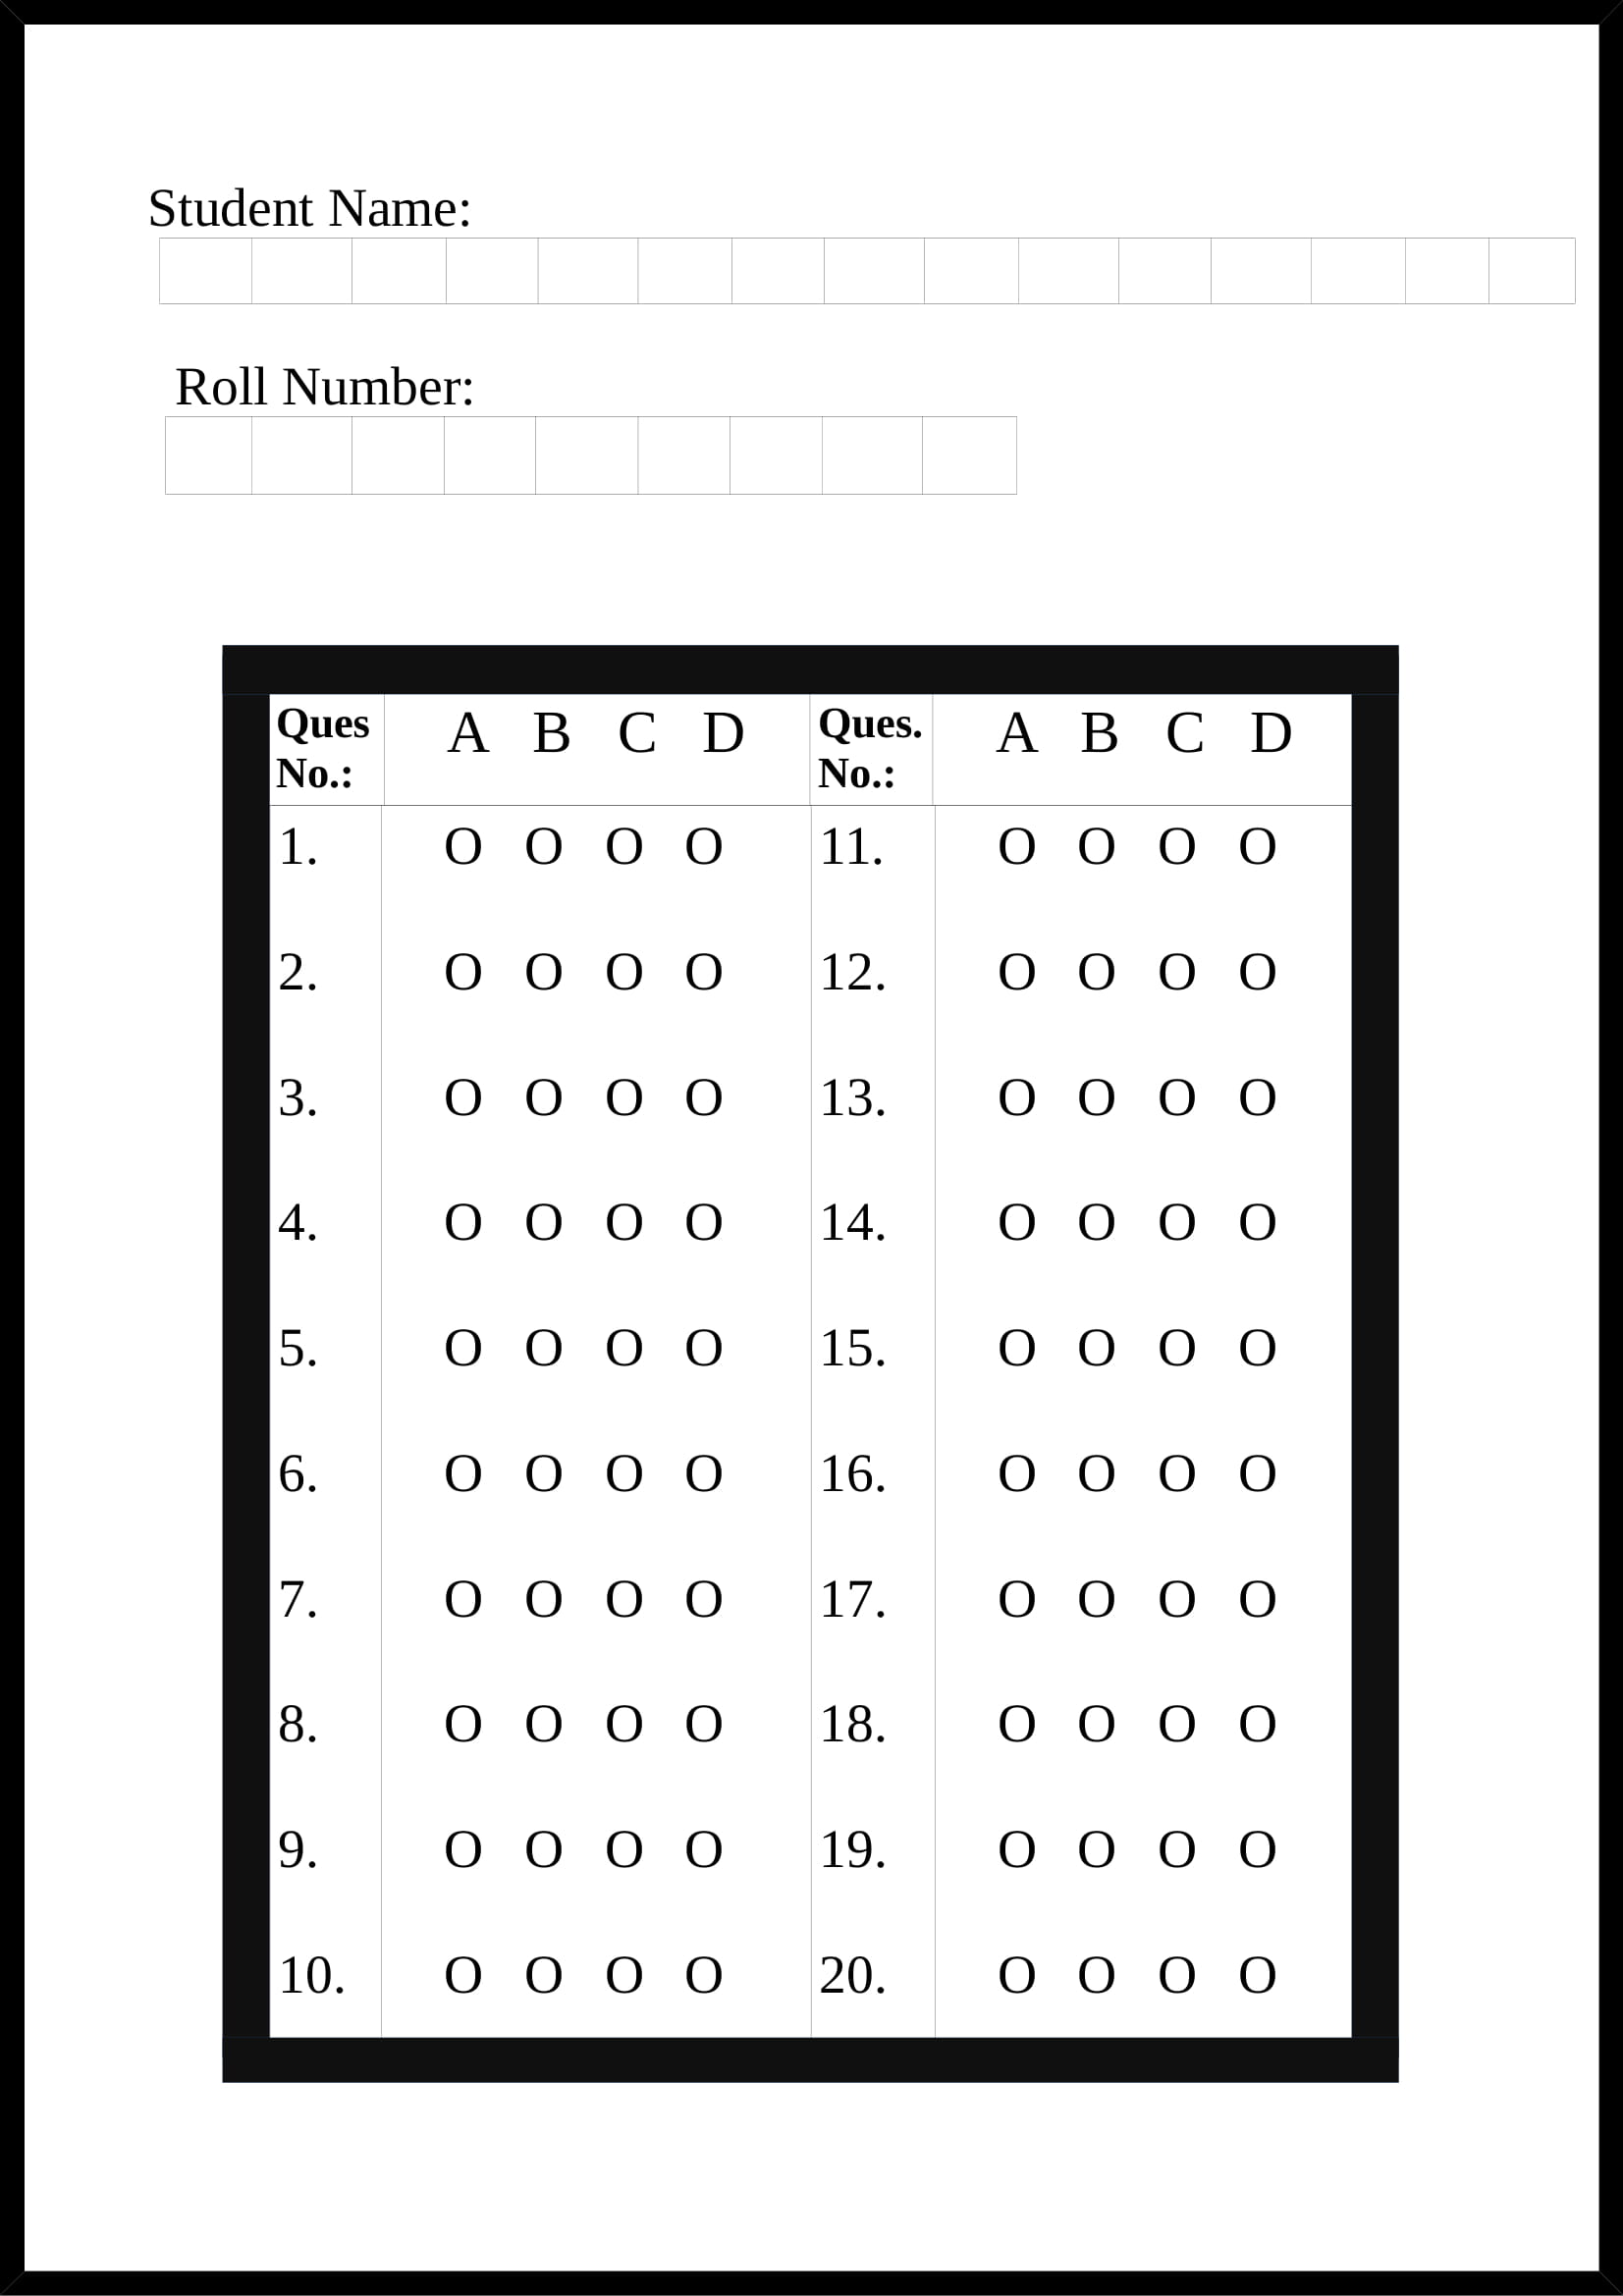 Student Name:
Roll Number:
Ques No.: A B C D Ques. No.: A B C D
1. O O O O 11. O O O O
2. O O O O 12. O O O O
3. O O O O 13. O O O O
4. O O O O 14. O O O O
5. O O O O 15. O O O O
6. O O O O 16. O O O O
7. O O O O 17. O O O O
8. O O O O 18. O O O O
9. O O O O 19. O O O O
10. O O O O 20. O O O O